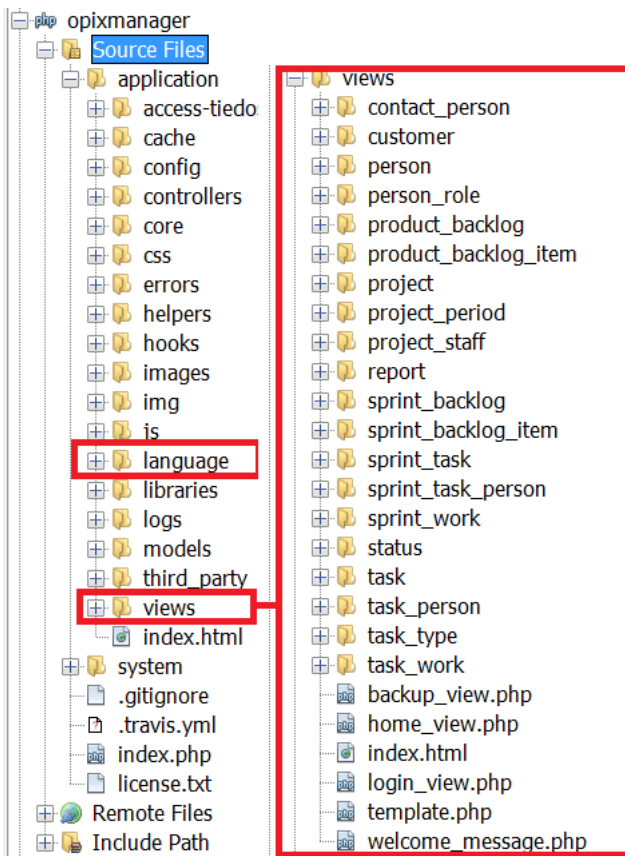 opixmanager
Source Files
application
access-tiedo
cache
config
controllers
core
css
errors
helpers
hooks
images
img
js
language
libraries
logs
models
third_party
views
index.html
system
.gitignore
.travis.yml
index.php
license.txt
Remote Files
Include Path
views
contact_person
customer
person
person_role
product_backlog
product_backlog_item
project
project_period
project_staff
report
sprint_backlog
sprint_backlog_item
sprint_task
sprint_task_person
sprint_work
status
task
task_person
task_type
task_work
backup_view.php
home_view.php
index.html
login_view.php
template.php
welcome_message.php